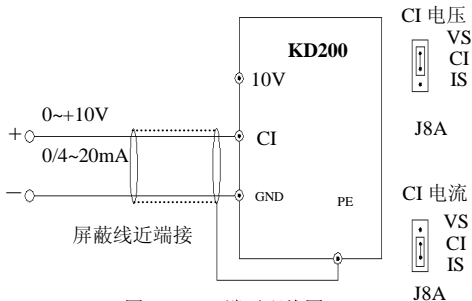 CI 电压
VS
CI
IS
J8A
KD200
10V
0~+10V
+
CI
0/4~20mA
−
GND
PE
屏蔽线近端接
CI 电流
VS
CI
IS
J8A